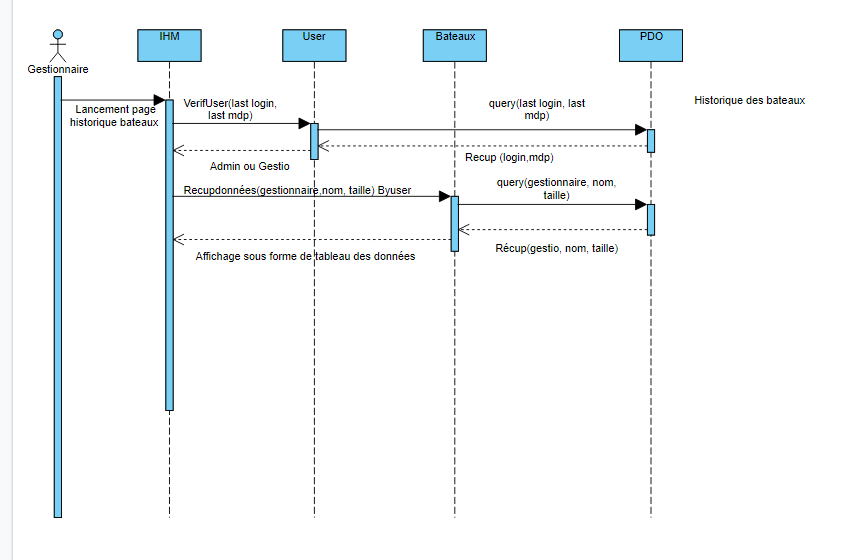 IHM
User
Bateaux
PDO
Gestionnaire
Lancement page
historique bateaux
VerifUser(last login,
last mdp)
query(last login, last
mdp)
Historique des bateaux
Admin ou Gestio
Recup (login,mdp)
Recupdonnées(gestionnaire,nom, taille) Byuser
query(gestionnaire, nom,
taille)
Affichage sous forme de tableau des données
Récup(gestio, nom, taille)